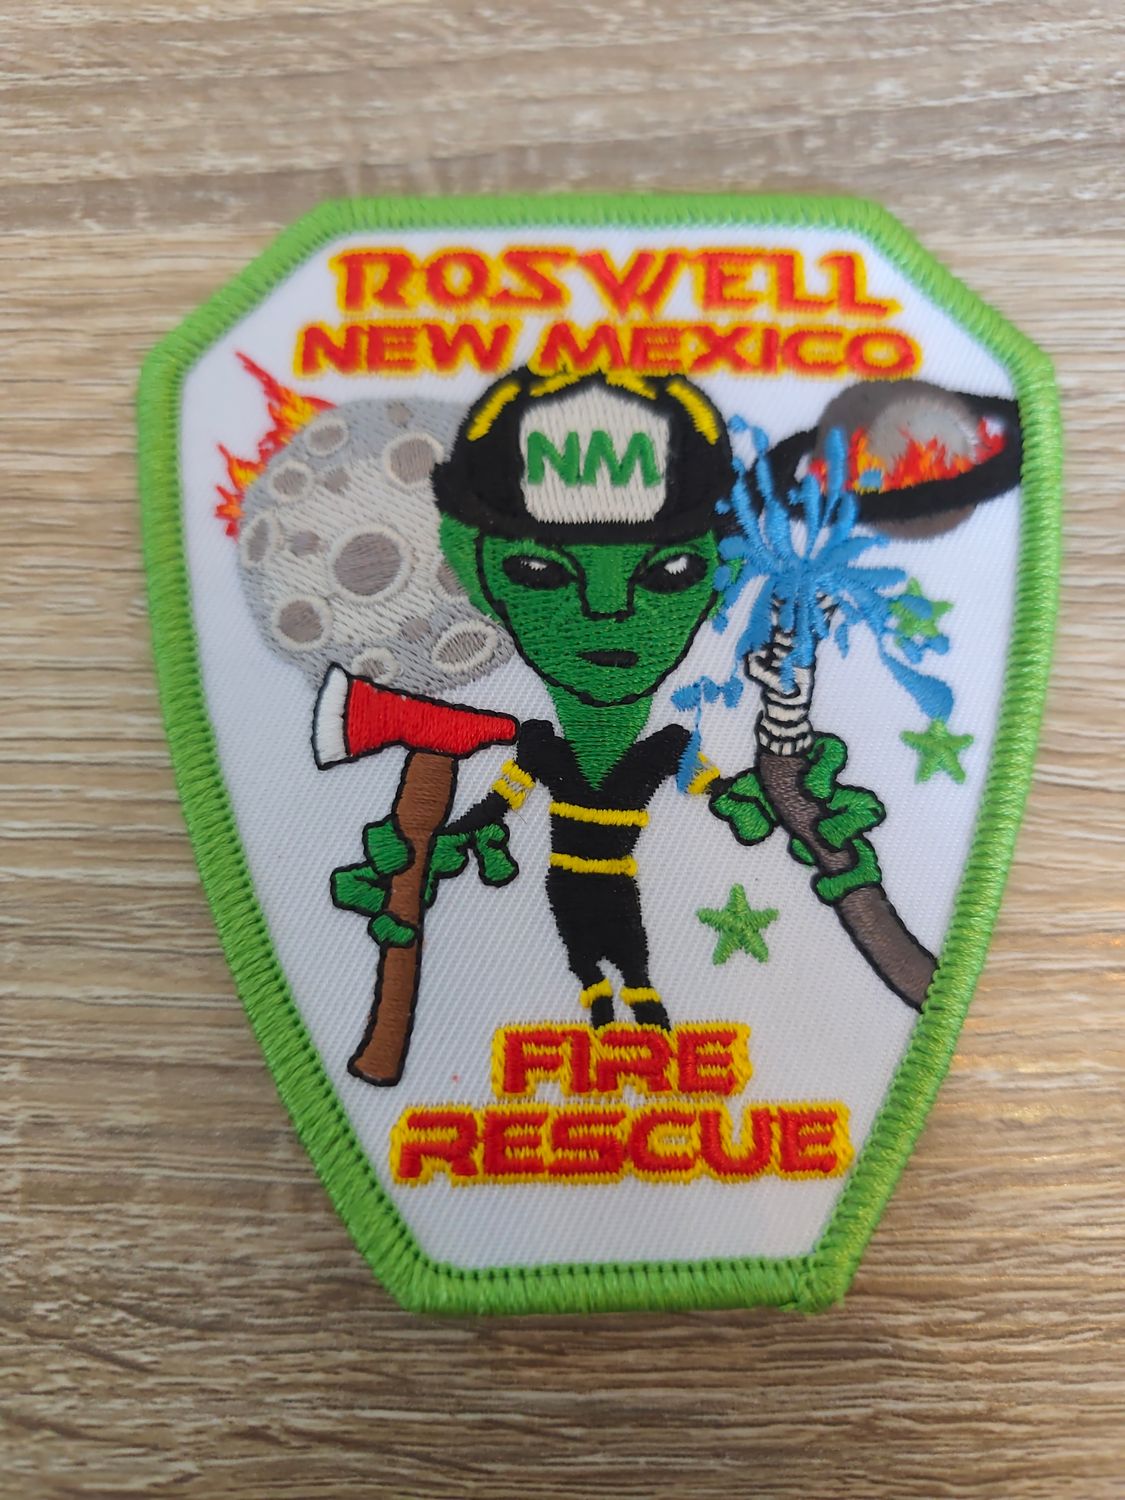 ROSWELL
NEW MEXICO
NM
FIRE
RESCUE